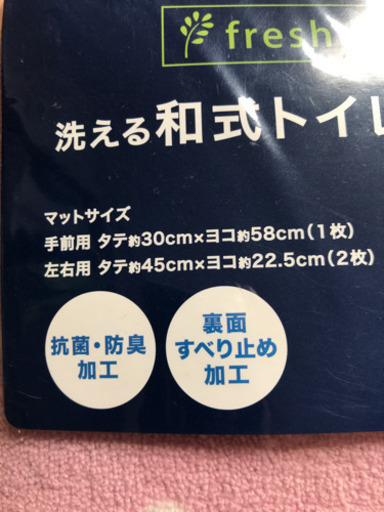 fresh
洗える和式トイレ
マットサイズ
手前用 タテ約30cm×ヨコ約58cm(1枚)
左右用 タテ約45cm×ヨコ約22.5cm(2枚)
抗菌・防臭
加工
裏面
すべり止め
加工